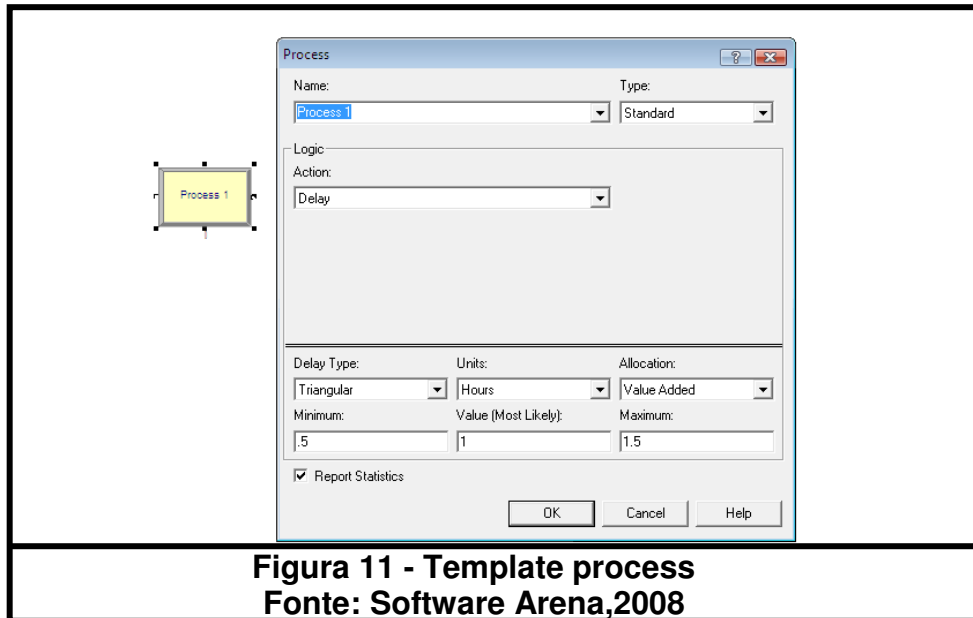 Process
Name: Type:
Process 1 Standard
Logic
Action:
Delay
Process 1
Delay Type: Units: Allocation:
Triangular Hours Value Added
Minimum: Value (Most Likely): Maximum:
.5 1 1.5
Report Statistics
OK Cancel Help
Figura 11 - Template process
Fonte: Software Arena,2008